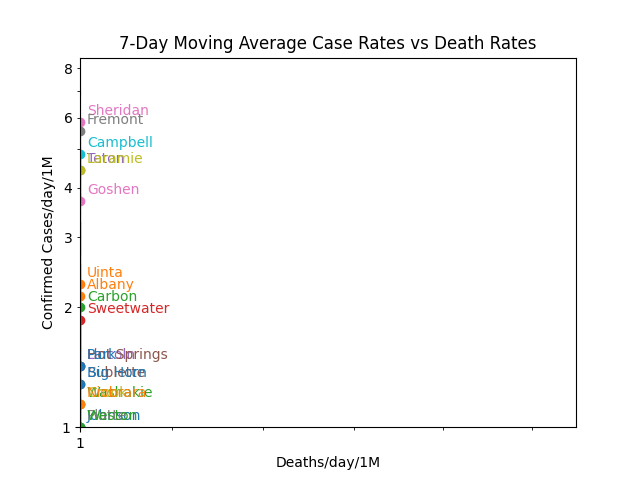 7-Day Moving Average Case Rates vs Death Rates
8
6
4
3
2
1
Confirmed Cases/day/1M
Sheridan
Fremont
Campbell
Teton
Laramie
Goshen
Uinta
Albany
Carbon
Sweetwater
Hot Springs
Big Horn
Sublette
Washakie
Johnson
Weston
1
Deaths/day/1M